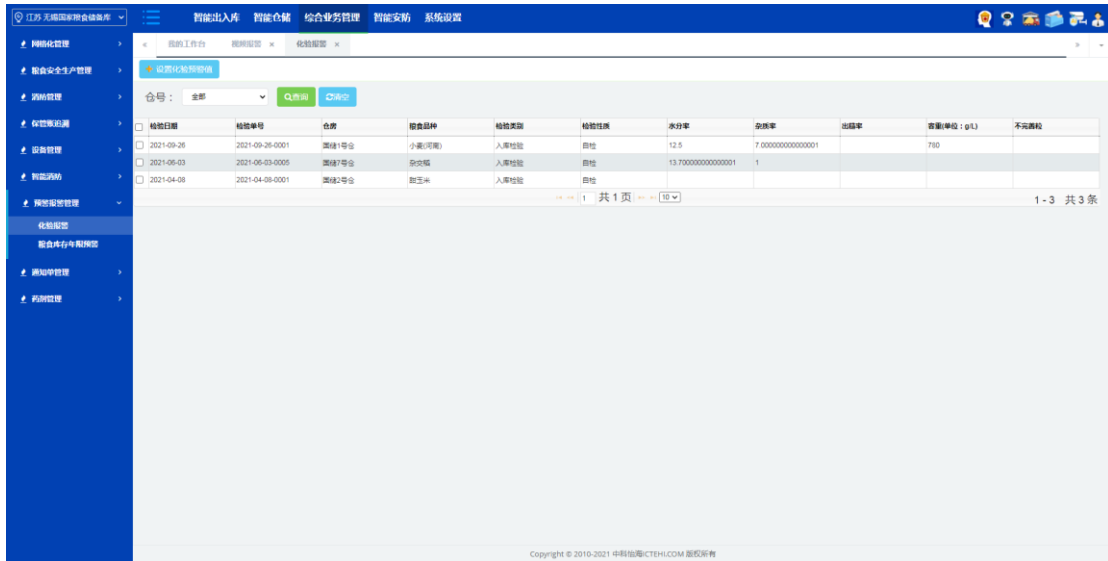 江苏 无锡国家粮食储备库
智能出入库 智能仓储 综合业务管理 智能安防 系统设置
网格化管理
粮食安全生产管理
消防管理
保管账追溯
设备管理
智能消防
预警报警管理
化验报警
粮食库存年限预警
通知单管理
药剂管理
« 我的工作台 视频报警 × 化验报警 × »
设置化验预警值
仓号： 全部 查询 清空
检验日期 检验单号 仓房 粮食品种 检验类别 检验性质 水分率 杂质率 出糙率 容重(单位：g/L) 不完善粒
2021-09-26 2021-09-26-0001 国储1号仓 小麦(河南) 入库检验 自检 12.5 7.000000000000001 780
2021-06-03 2021-06-03-0005 国储7号仓 杂交稻 入库检验 自检 13.700000000000001 1
2021-04-08 2021-04-08-0001 国储2号仓 甜玉米 入库检验 自检
1 共 1 页 10
1 - 3 共 3 条
Copyright © 2010-2021 中科怡海ICTEHI.COM 版权所有